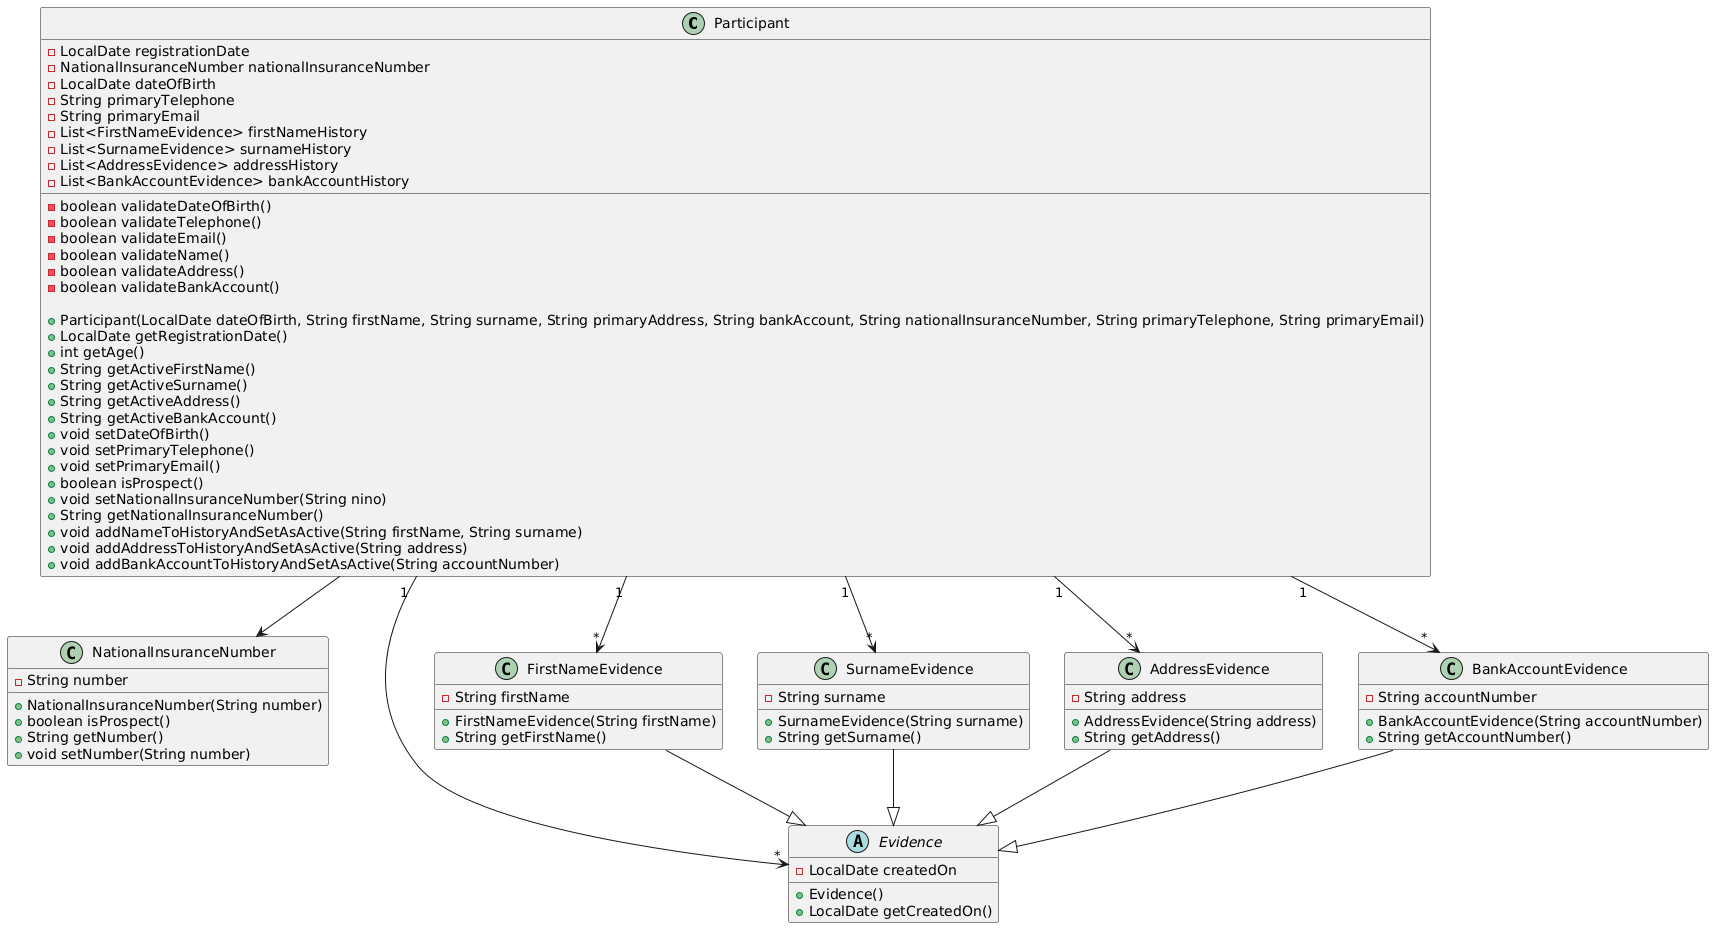 C Participant
LocalDate registrationDate
NationalInsuranceNumber nationalInsuranceNumber
LocalDate dateOfBirth
String primaryTelephone
String primaryEmail
List<FirstNameEvidence> firstNameHistory
List<SurnameEvidence> surnameHistory
List<AddressEvidence> addressHistory
List<BankAccountEvidence> bankAccountHistory
boolean validateDateOfBirth()
boolean validateTelephone()
boolean validateEmail()
boolean validateName()
boolean validateAddress()
boolean validateBankAccount()
Participant(LocalDate dateOfBirth, String firstName, String surname, String primaryAddress, String bankAccount, String nationalInsuranceNumber, String primaryTelephone, String primaryEmail)
LocalDate getRegistrationDate()
int getAge()
String getActiveFirstName()
String getActiveSurname()
String getActiveAddress()
String getActiveBankAccount()
void setDateOfBirth()
void setPrimaryTelephone()
void setPrimaryEmail()
boolean isProspect()
void setNationalInsuranceNumber(String nino)
String getNationalInsuranceNumber()
void addNameToHistoryAndSetAsActive(String firstName, String surname)
void addAddressToHistoryAndSetAsActive(String address)
void addBankAccountToHistoryAndSetAsActive(String accountNumber)
1 1 1 1 1
* * * *
C NationalInsuranceNumber
String number
NationalInsuranceNumber(String number)
boolean isProspect()
String getNumber()
void setNumber(String number)
C FirstNameEvidence
String firstName
FirstNameEvidence(String firstName)
String getFirstName()
C SurnameEvidence
String surname
SurnameEvidence(String surname)
String getSurname()
C AddressEvidence
String address
AddressEvidence(String address)
String getAddress()
C BankAccountEvidence
String accountNumber
BankAccountEvidence(String accountNumber)
String getAccountNumber()
*
A Evidence
LocalDate createdOn
Evidence()
LocalDate getCreatedOn()